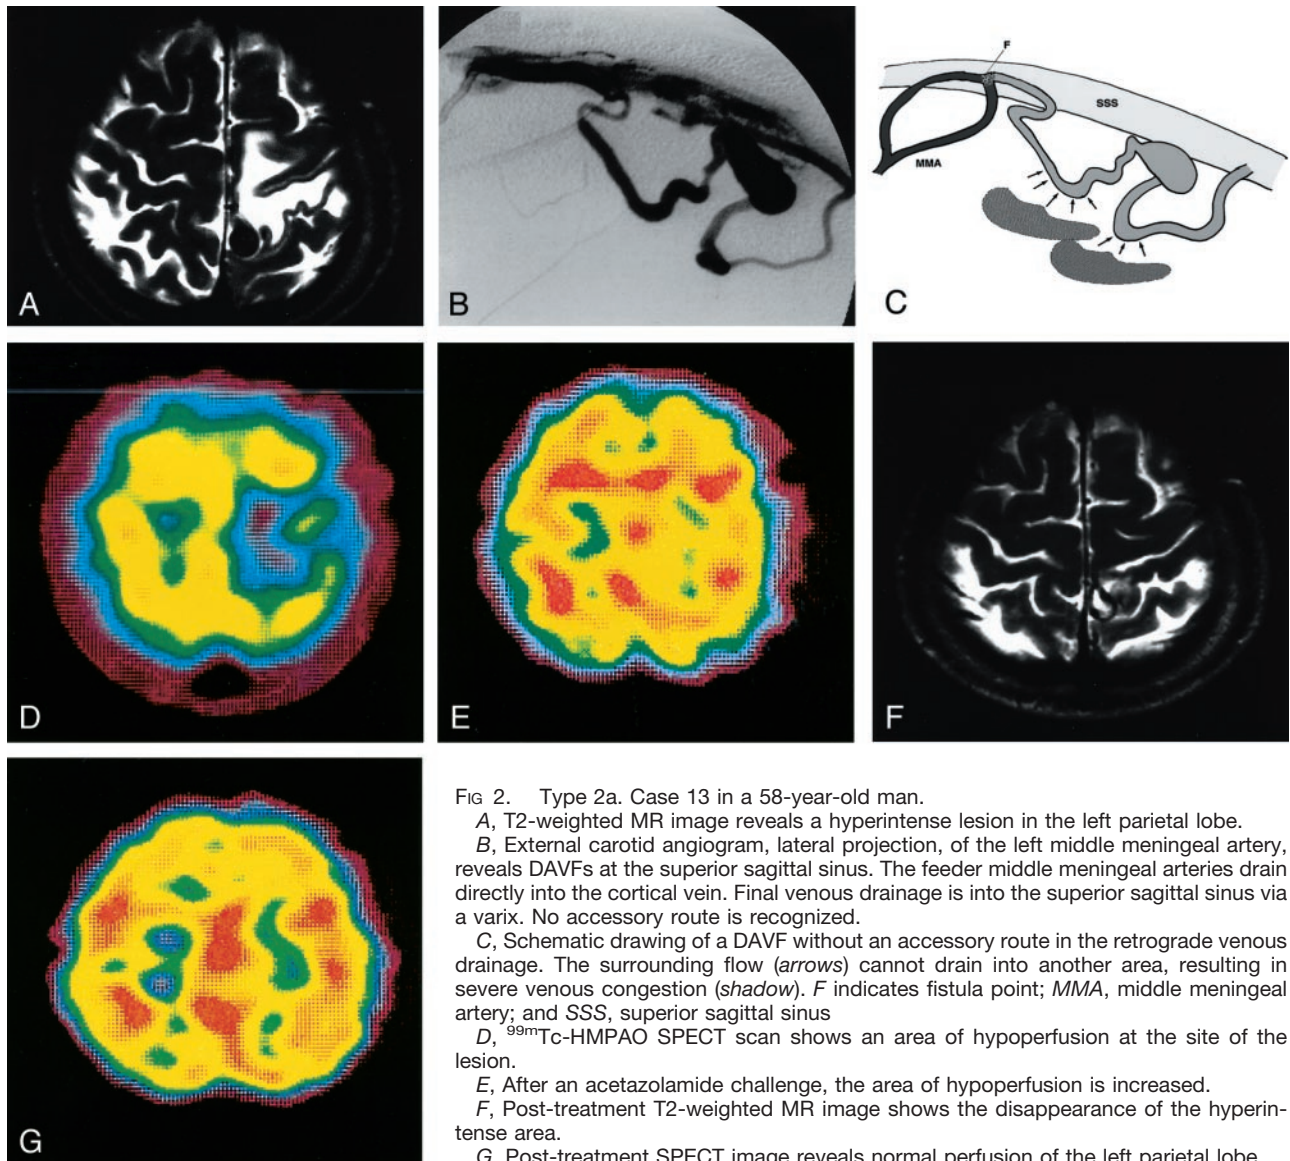 A
B
F
SSS
MMA
C
D
E
F
G
FIG 2. Type 2a. Case 13 in a 58-year-old man.
A, T2-weighted MR image reveals a hyperintense lesion in the left parietal lobe.
B, External carotid angiogram, lateral projection, of the left middle meningeal artery,
reveals DAVFs at the superior sagittal sinus. The feeder middle meningeal arteries drain
directly into the cortical vein. Final venous drainage is into the superior sagittal sinus via
a varix. No accessory route is recognized.
C, Schematic drawing of a DAVF without an accessory route in the retrograde venous
drainage. The surrounding flow (arrows) cannot drain into another area, resulting in
severe venous congestion (shadow). F indicates fistula point; MMA, middle meningeal
artery; and SSS, superior sagittal sinus
D, 99mTc-HMPAO SPECT scan shows an area of hypoperfusion at the site of the
lesion.
E, After an acetazolamide challenge, the area of hypoperfusion is increased.
F, Post-treatment T2-weighted MR image shows the disappearance of the hyperin-
tense area.
G, Post-treatment SPECT image reveals normal perfusion of the left parietal lobe.